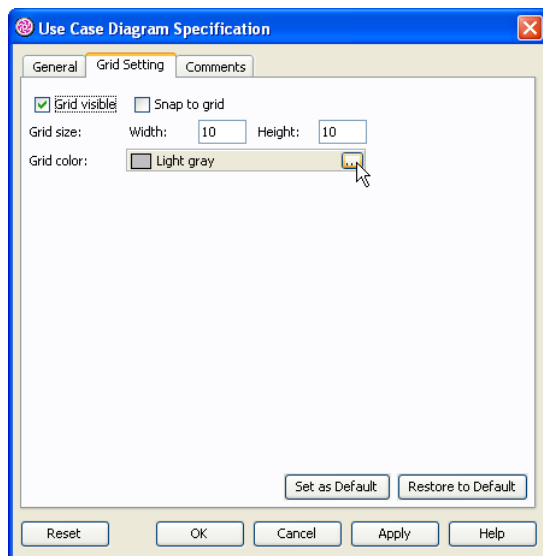 Use Case Diagram Specification
General Grid Setting Comments
Grid visible Snap to grid
Grid size: Width: 10 Height: 10
Grid color: Light gray ...
Set as Default Restore to Default
Reset OK Cancel Apply Help